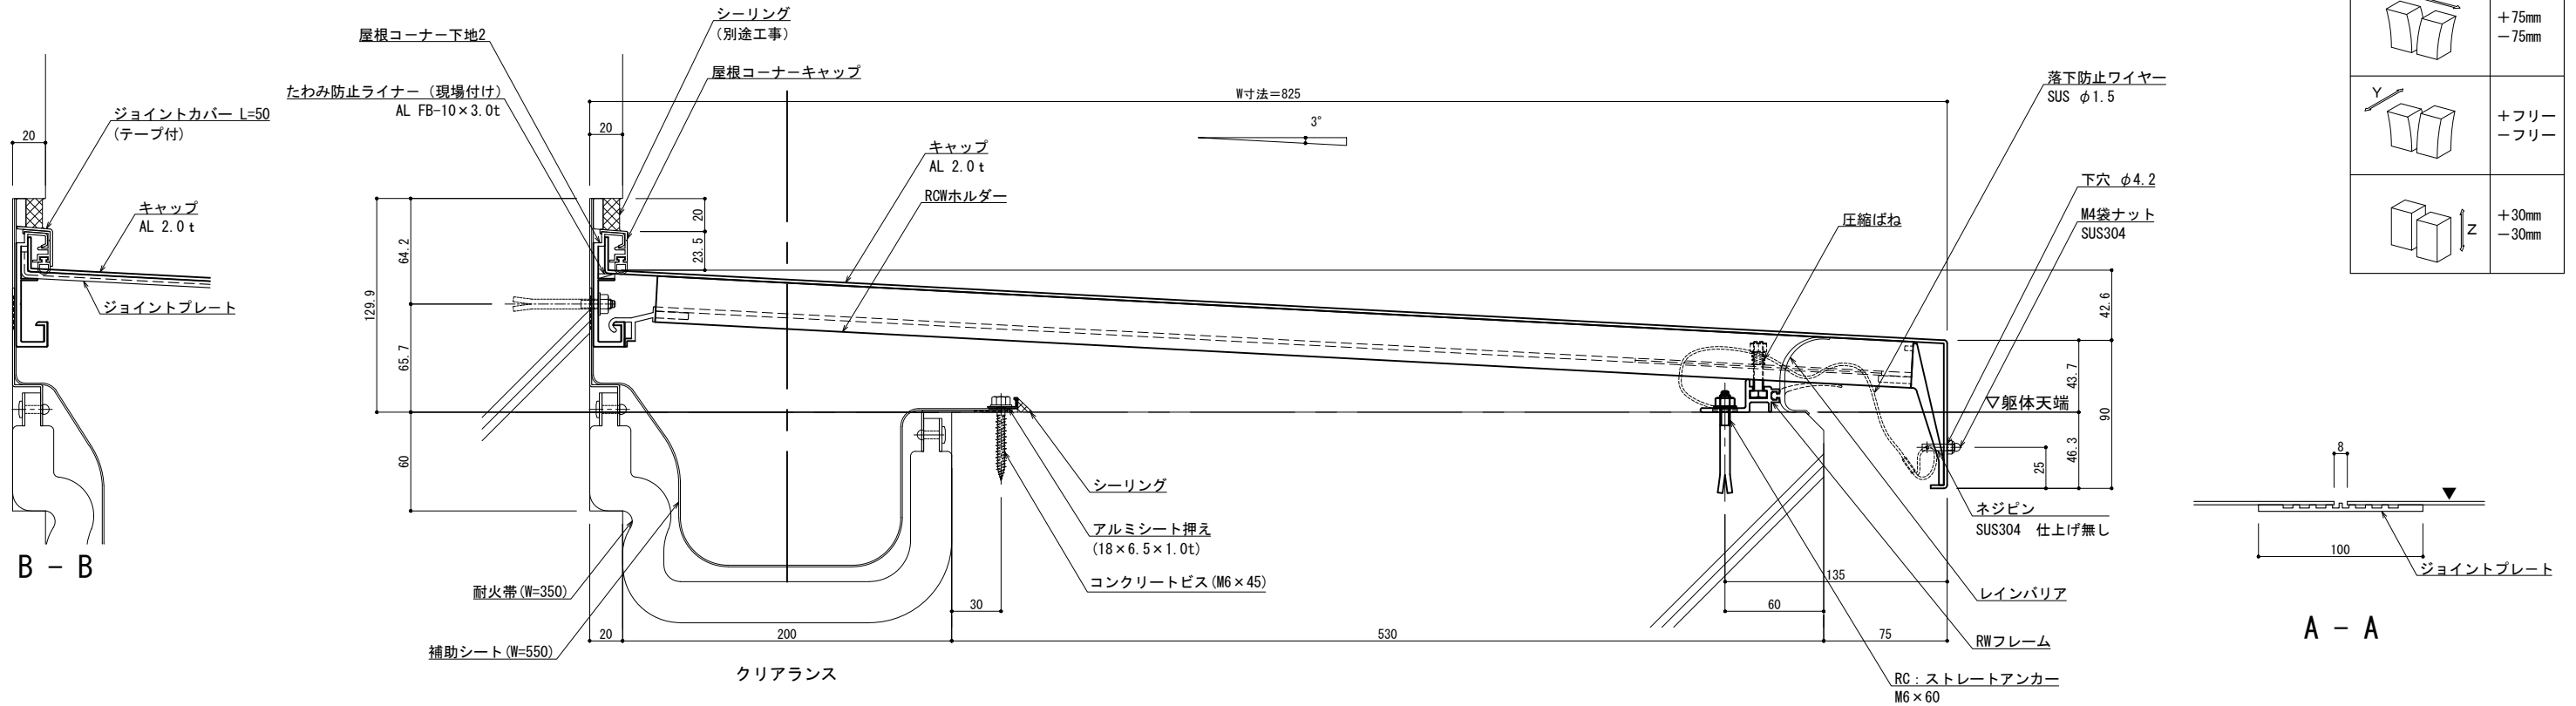 シーリング
(別途工事)
屋根コーナー下地2
屋根コーナーキャップ
たわみ防止ライナー (現場付け)
AL FB-10×3.0t
ジョイントカバー L=50
(テープ付)
20
キャップ
AL 2.0ｔ
ジョイントプレート
B － B
W寸法=825
20
3°
キャップ
AL 2.0ｔ
RCWホルダー
落下防止ワイヤー
SUS φ1.5
下穴 φ4.2
M4袋ナット
SUS304
圧縮ばね
20
23.5
64.2
129.9
65.7
60
42.6
43.7
90
46.3
25
▽躯体天端
シーリング
アルミシート押え
(18×6.5×1.0t)
コンクリートビス(M6×45)
ネジピン
SUS304 仕上げ無し
レインバリア
RWフレーム
RC：ストレートアンカー
M6×60
耐火帯(W=350)
補助シート(W=550)
30
135
60
20
200
530
75
クリアランス
＋75mm
－75mm
Y
＋フリー
－フリー
Z
＋30mm
－30mm
8
100
ジョイントプレート
A － A